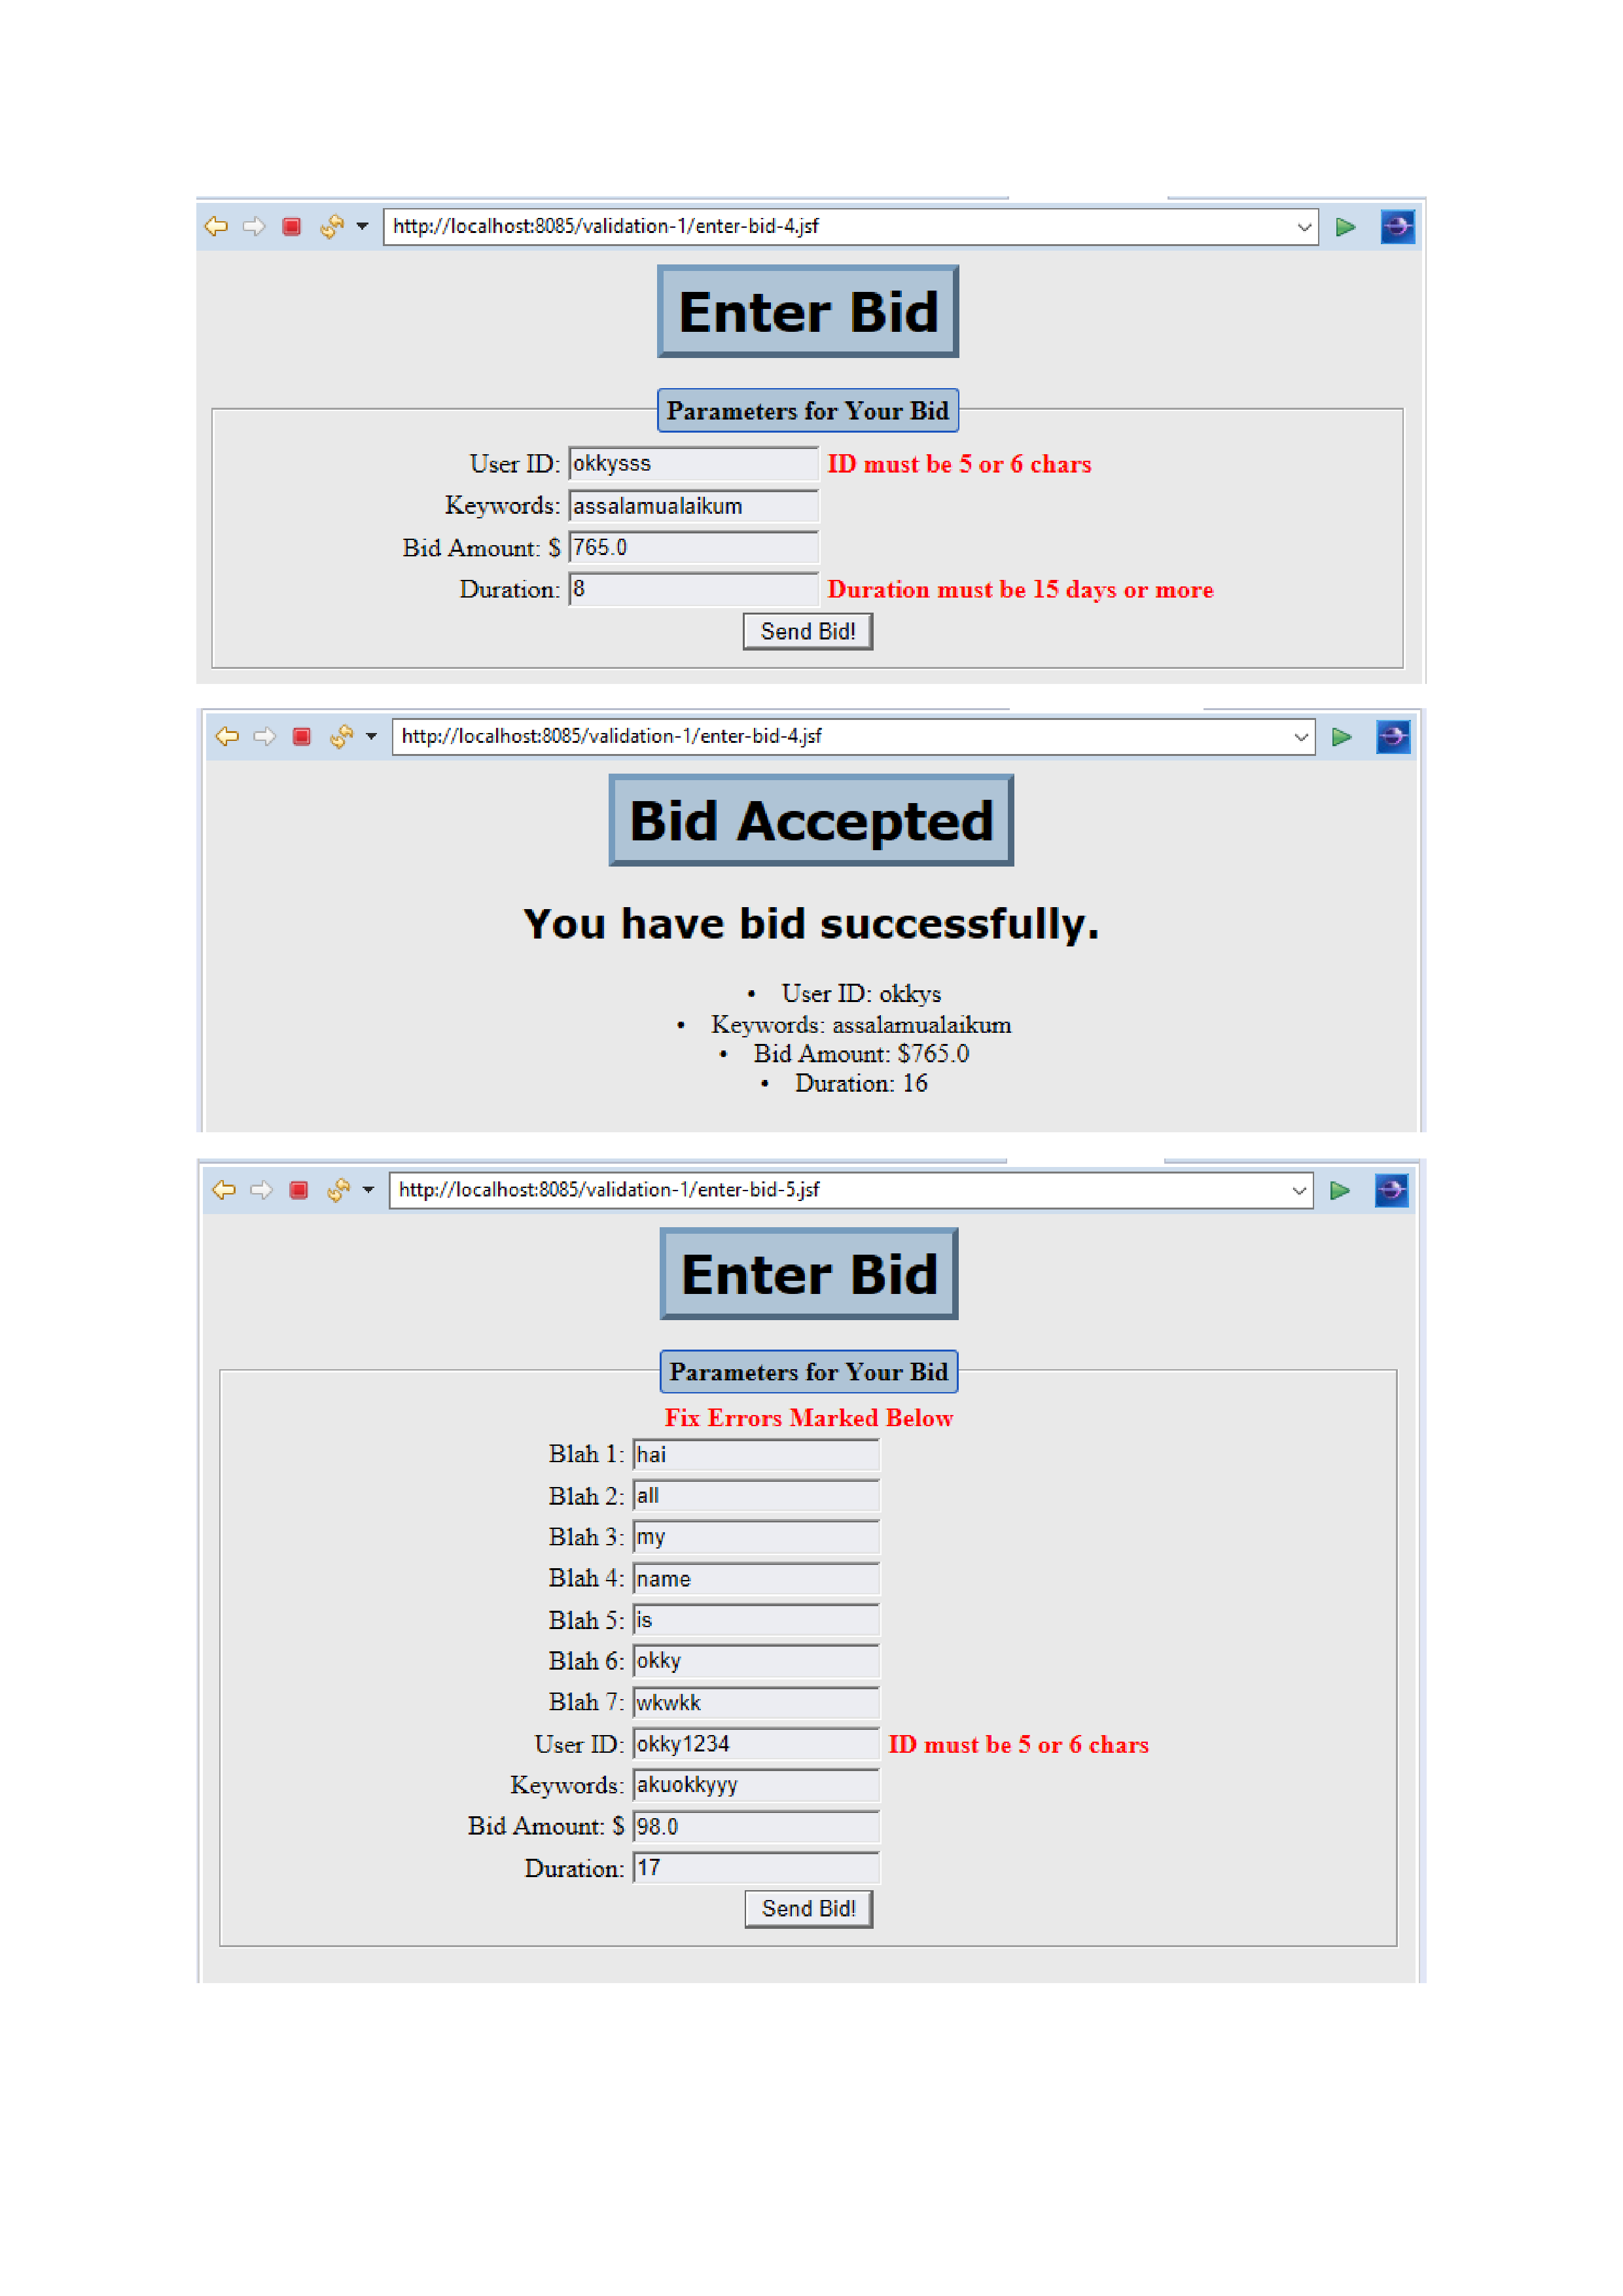 http://localhost:8085/validation-1/enter-bid-4.jsf
Enter Bid
Parameters for Your Bid
User ID: okkysss ID must be 5 or 6 chars
Keywords: assalamualaikum
Bid Amount: $ 765.0
Duration: 8 Duration must be 15 days or more
Send Bid!
http://localhost:8085/validation-1/enter-bid-4.jsf
Bid Accepted
You have bid successfully.
• User ID: okkys
• Keywords: assalamualaikum
• Bid Amount: $765.0
• Duration: 16
http://localhost:8085/validation-1/enter-bid-5.jsf
Enter Bid
Parameters for Your Bid
Fix Errors Marked Below
Blah 1: hai
Blah 2: all
Blah 3: my
Blah 4: name
Blah 5: is
Blah 6: okky
Blah 7: wkwkk
User ID: okky1234 ID must be 5 or 6 chars
Keywords: akuokkyyy
Bid Amount: $ 98.0
Duration: 17
Send Bid!